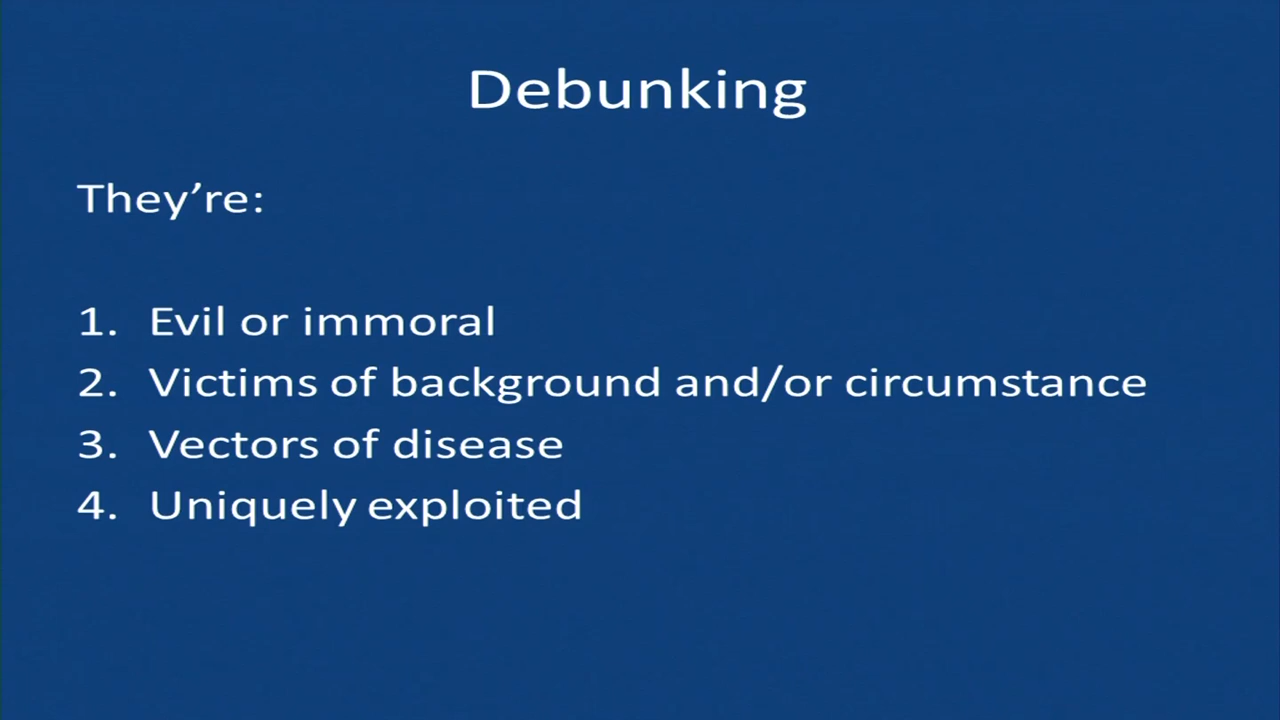 Debunking
They’re:
1. Evil or immoral
2. Victims of background and/or circumstance
3. Vectors of disease
4. Uniquely exploited